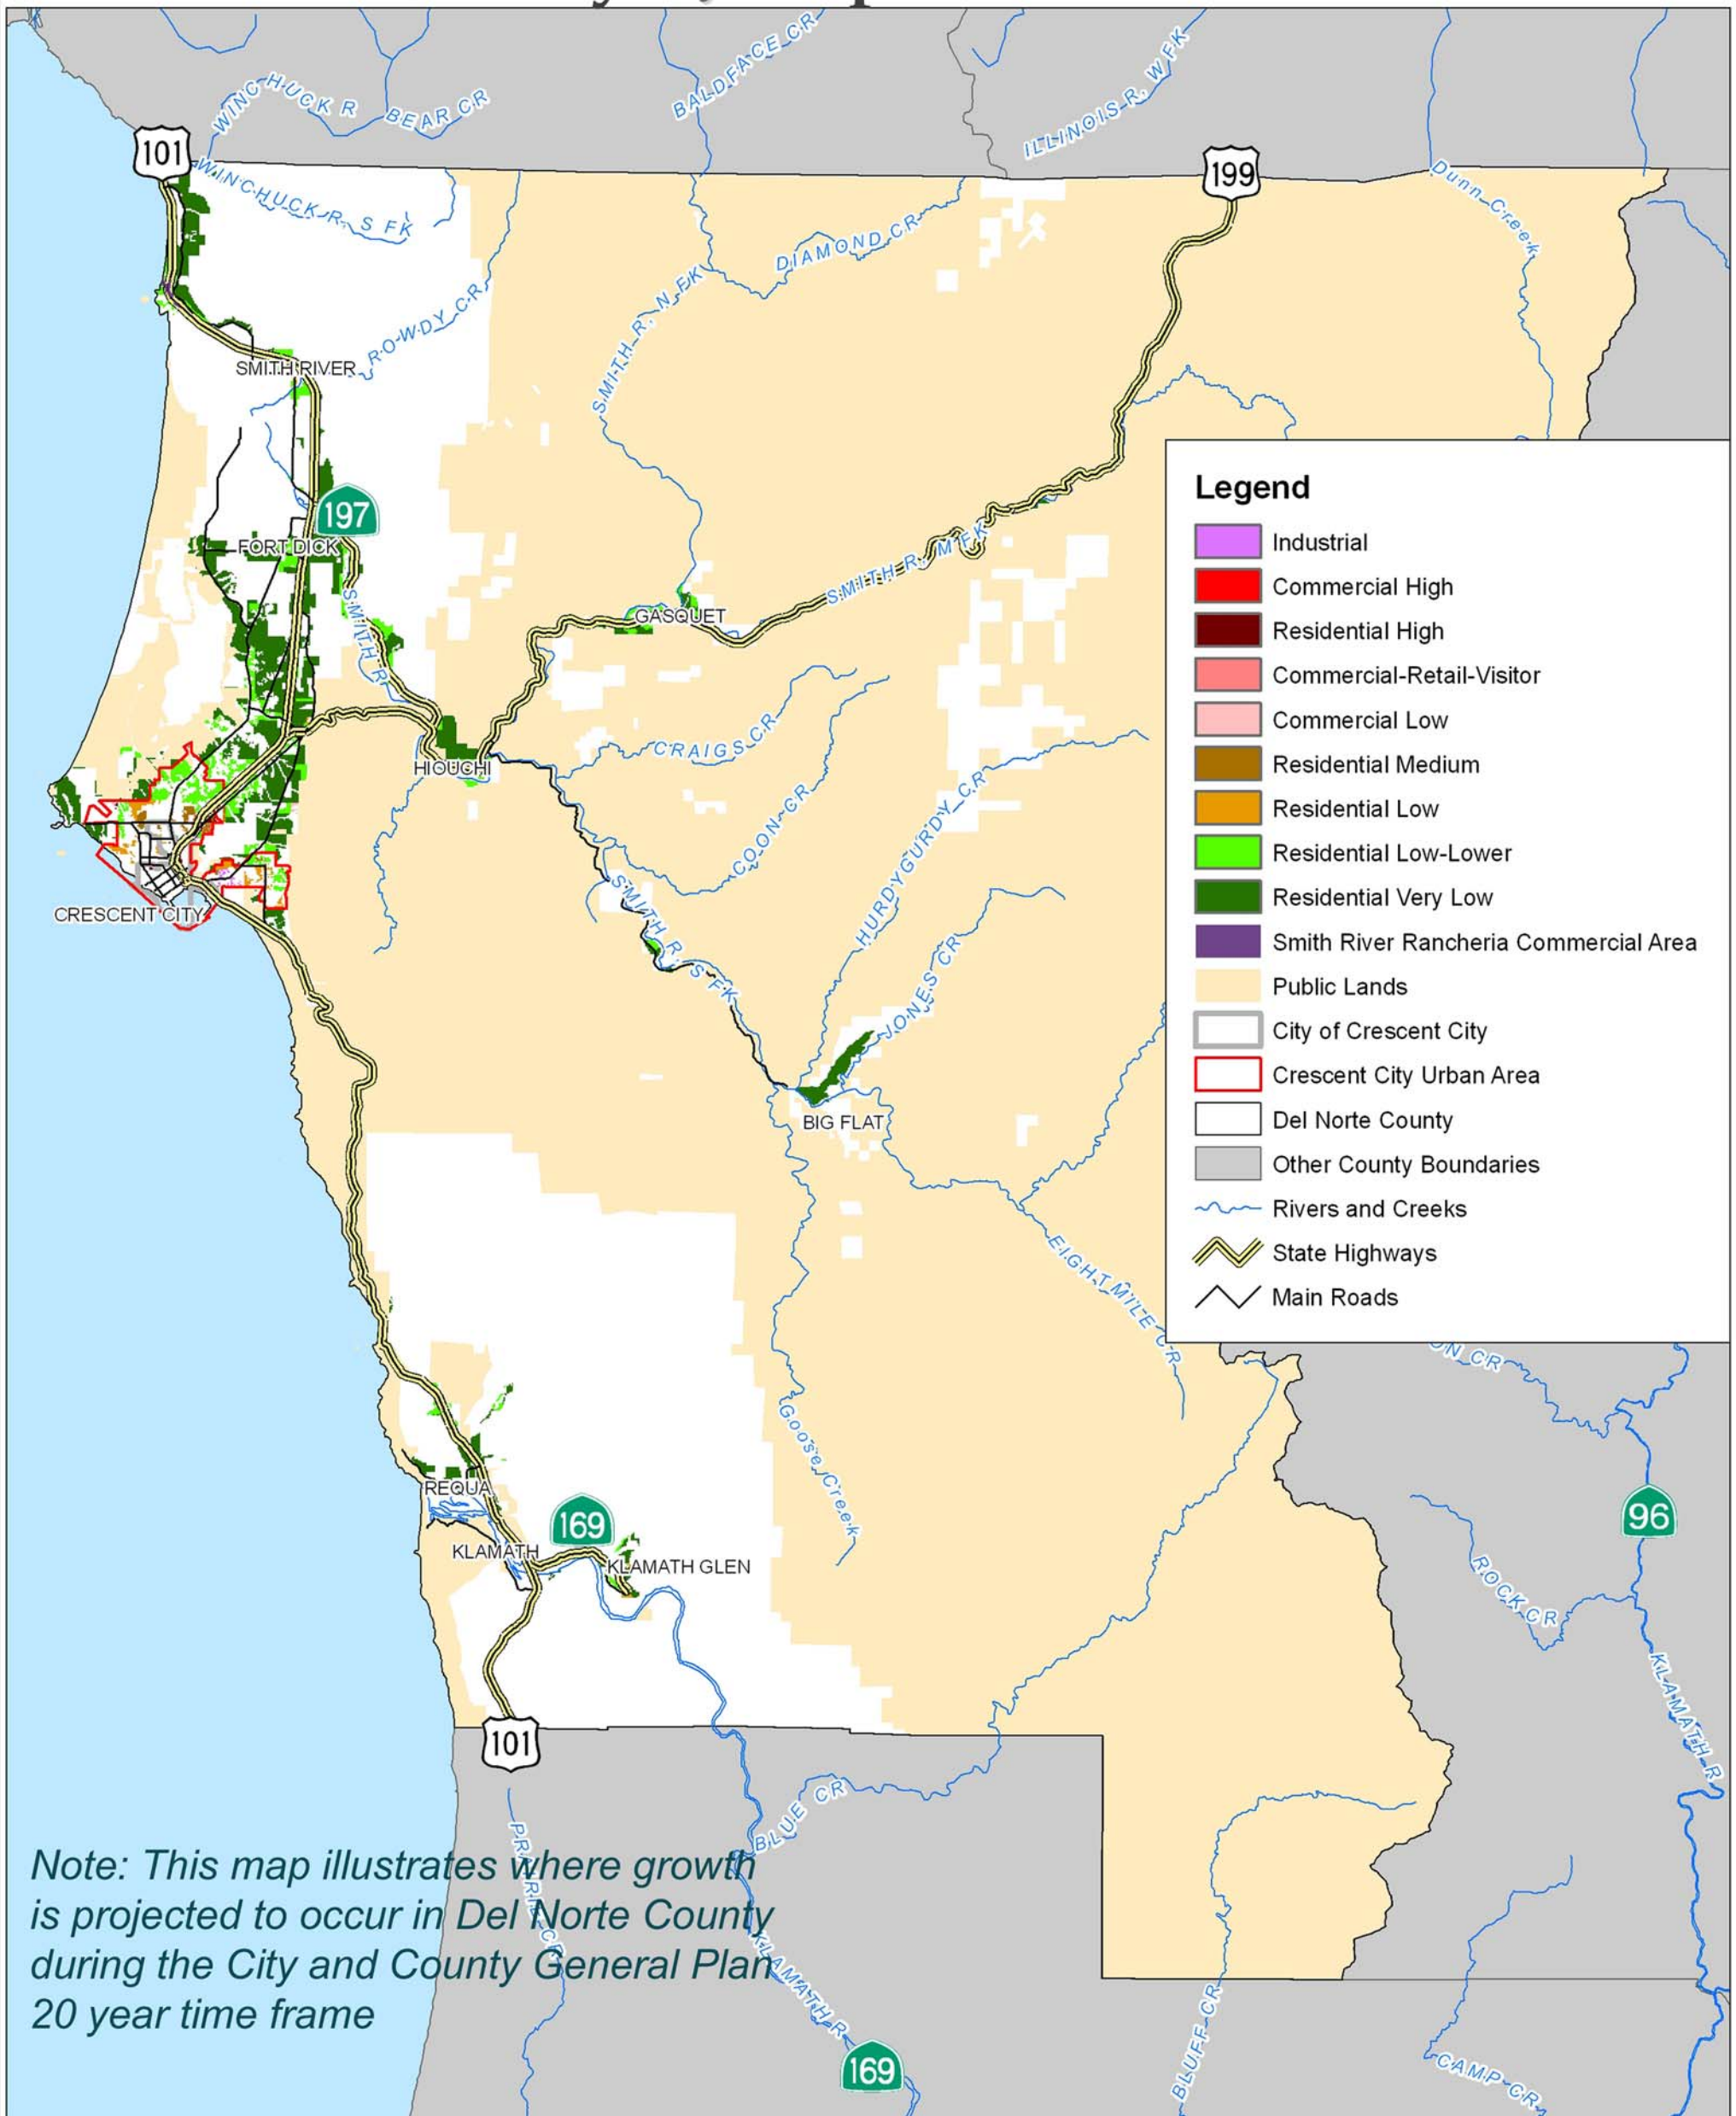 WINCHUCK R
BEAR CR
BALDFACE CR
ILLINOIS R, W FK
101
199
WINCHUCK R, S FK
Dunn Creek
DIAMOND CR
SMITH R, N FK
ROWDY CR
SMITH RIVER
197
FORT DICK
SMITH R
SMITH R, M FK
GASQUET
CRAIGS CR
HIOUCHI
COON CR
HURDYGURDY CR
SMITH R, S FK
CRESCENT CITY
JONES CR
BIG FLAT
EIGHTMILE CR
Goose Creek
REQUA
169
KLAMATH
KLAMATH GLEN
101
Legend
Industrial
Commercial High
Residential High
Commercial-Retail-Visitor
Commercial Low
Residential Medium
Residential Low
Residential Low-Lower
Residential Very Low
Smith River Rancheria Commercial Area
Public Lands
City of Crescent City
Crescent City Urban Area
Del Norte County
Other County Boundaries
Rivers and Creeks
State Highways
Main Roads
ON CR
96
ROCK CR
KLAMATH R
BLUE CR
PRAIRIE CR
KLAMATH R
169
BLUFF CR
CAMP CR
Note: This map illustrates where growth
is projected to occur in Del Norte County
during the City and County General Plan
20 year time frame